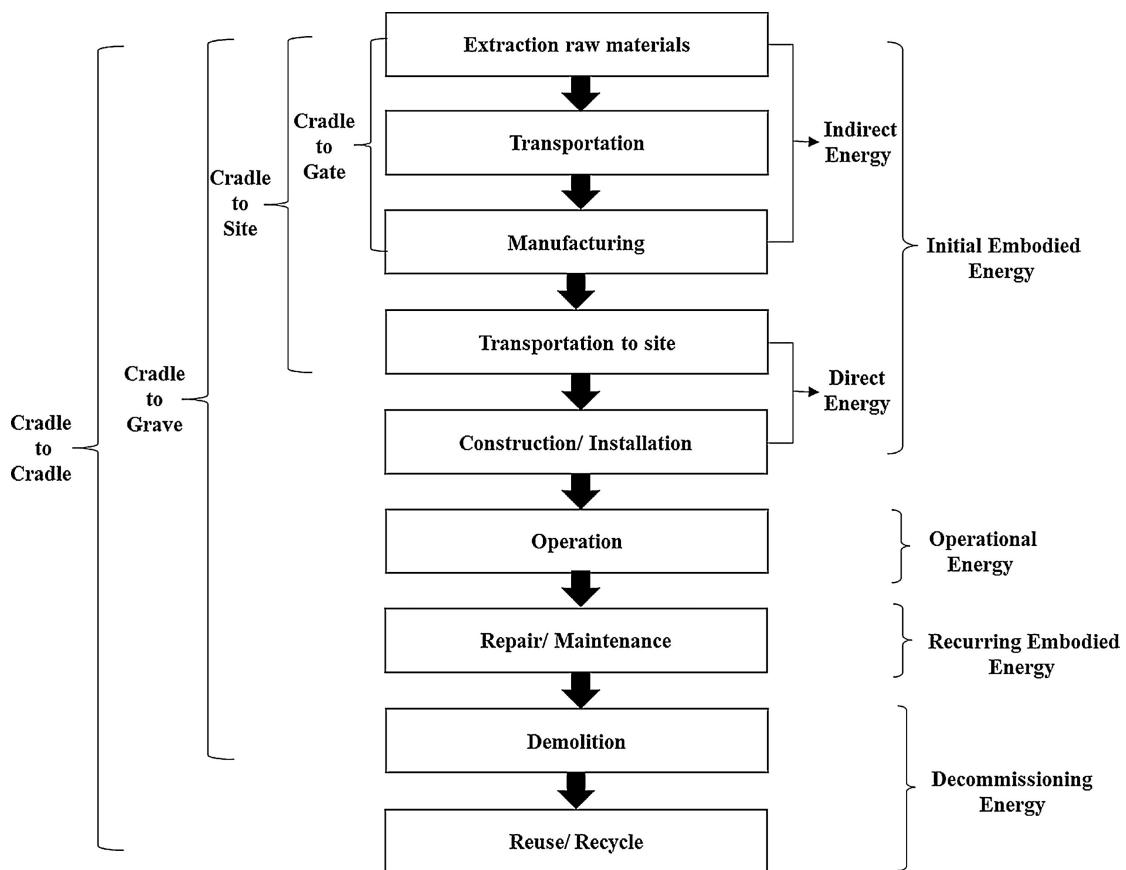 Extraction raw materials
Transportation
Manufacturing
Transportation to site
Construction/ Installation
Operation
Repair/ Maintenance
Demolition
Reuse/ Recycle
Cradle
to
Gate
Cradle
to
Site
Cradle
to
Grave
Cradle
to
Cradle
Indirect
Energy
Direct
Energy
Initial Embodied
Energy
Operational
Energy
Recurring Embodied
Energy
Decommissioning
Energy